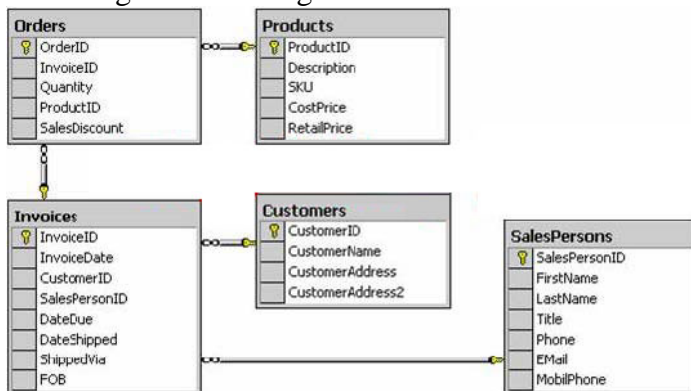 Orders
OrderID
InvoiceID
Quantity
ProductID
SalesDiscount
Products
ProductID
Description
SKU
CostPrice
RetailPrice
Invoices
InvoiceID
InvoiceDate
CustomerID
SalesPersonID
DateDue
DateShipped
ShippedVia
FOB
Customers
CustomerID
CustomerName
CustomerAddress
CustomerAddress2
SalesPersons
SalesPersonID
FirstName
LastName
Title
Phone
EMail
MobilPhone